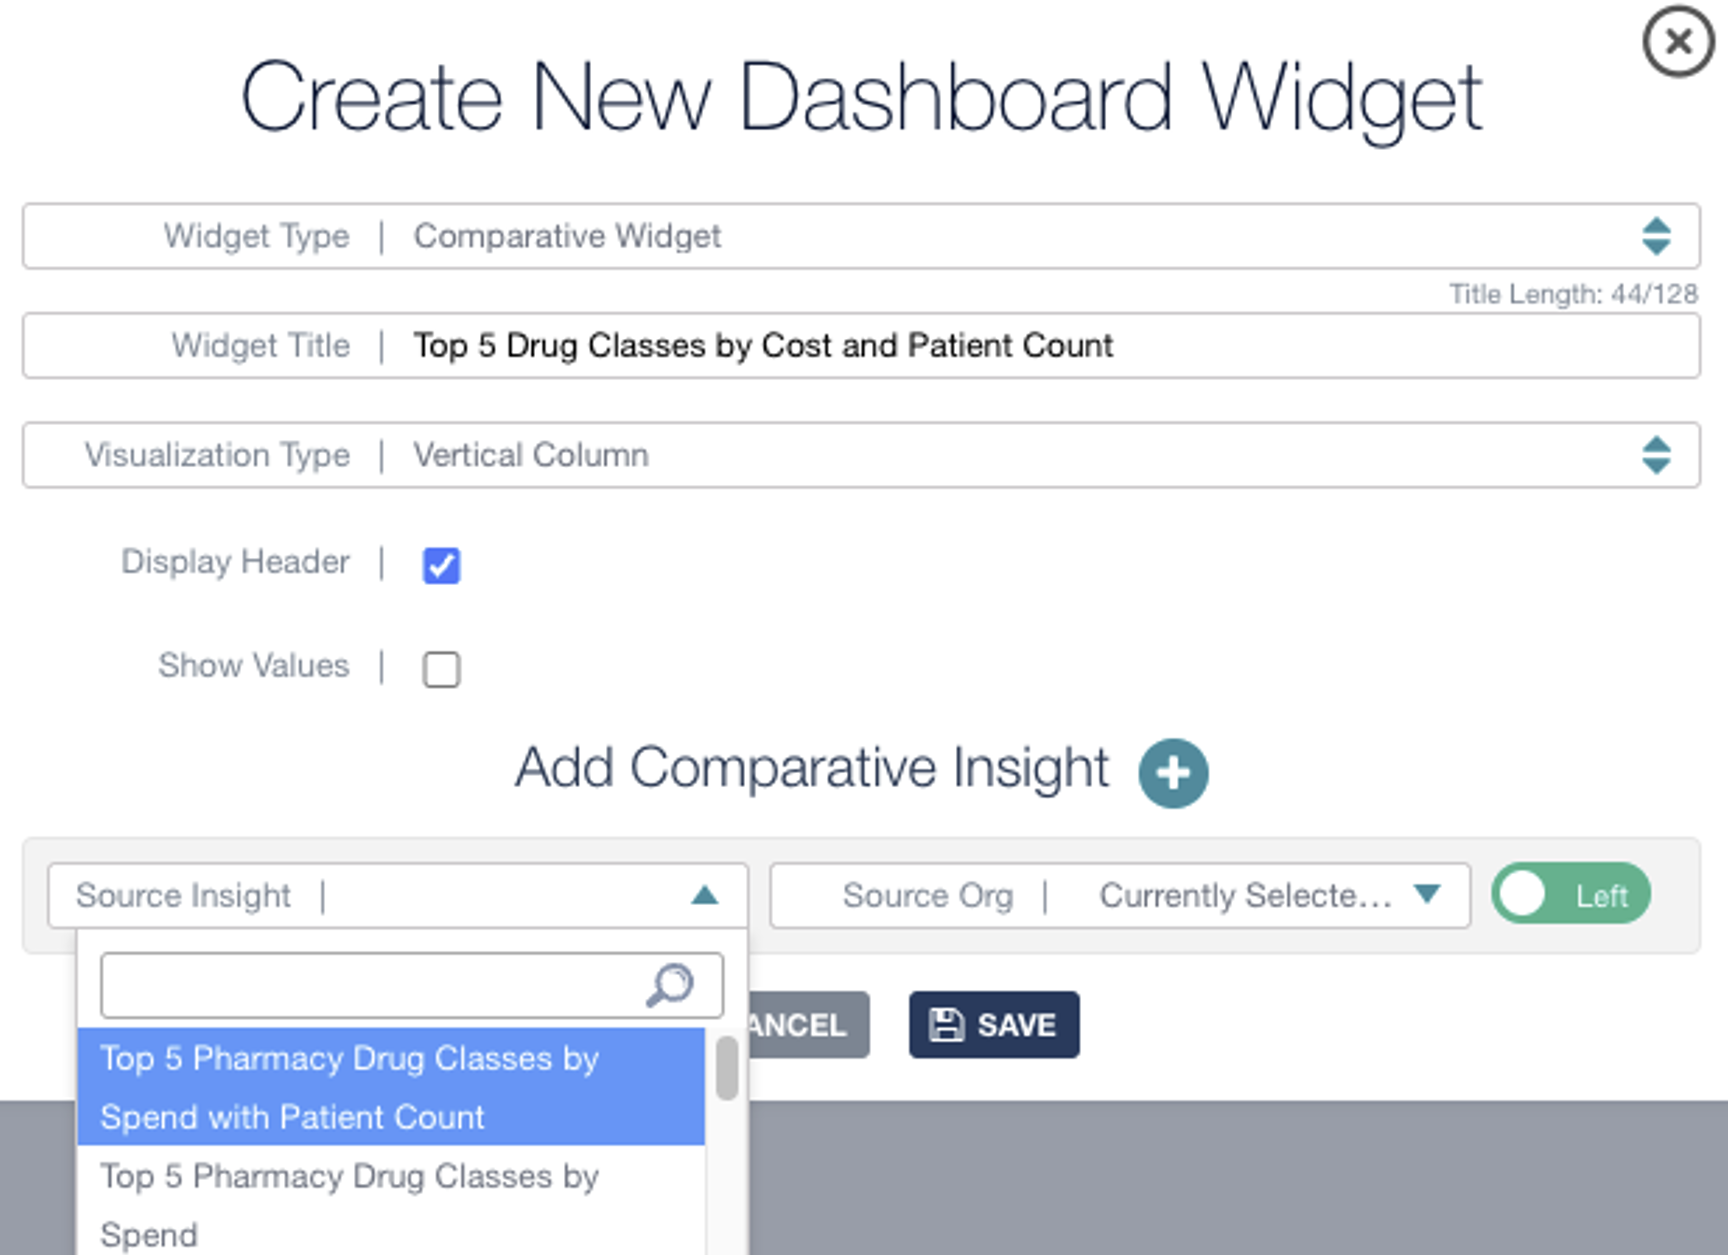 Create New Dashboard Widget
Widget Type | Comparative Widget
Title Length: 44/128
Widget Title | Top 5 Drug Classes by Cost and Patient Count
Visualization Type | Vertical Column
Display Header |
Show Values |
Add Comparative Insight
Source Insight | Source Org | Currently Selecte... Left
ANCEL SAVE
Top 5 Pharmacy Drug Classes by
Spend with Patient Count
Top 5 Pharmacy Drug Classes by
Spend